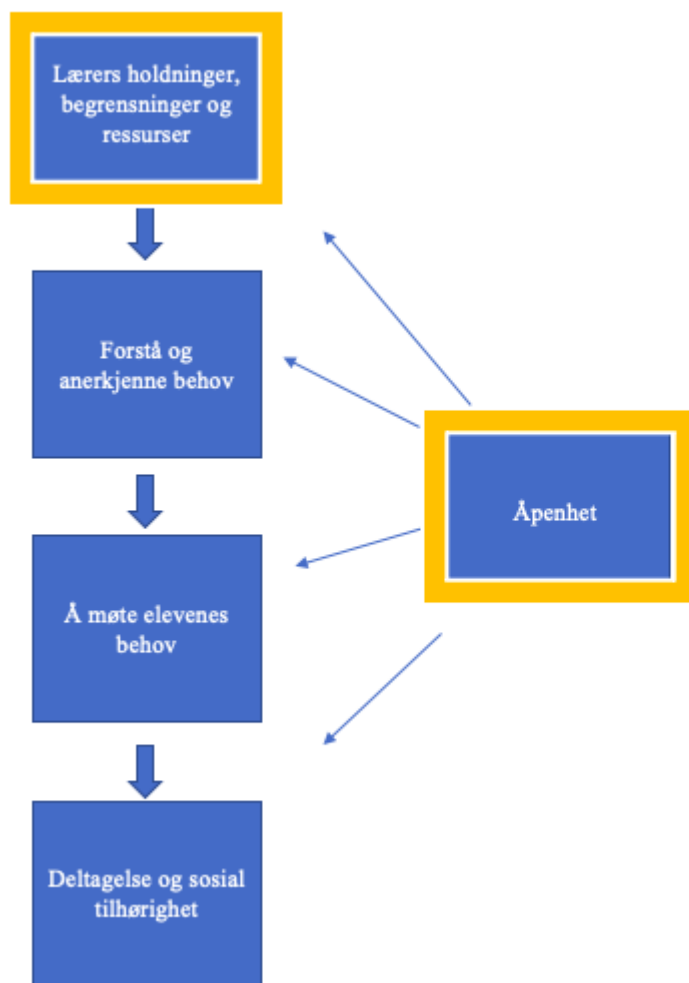 Lærers holdninger,
begrensninger og
ressurser
Forstå og
anerkjenne behov
Åpenhet
Å møte elevenes
behov
Deltagelse og sosial
tilhørighet